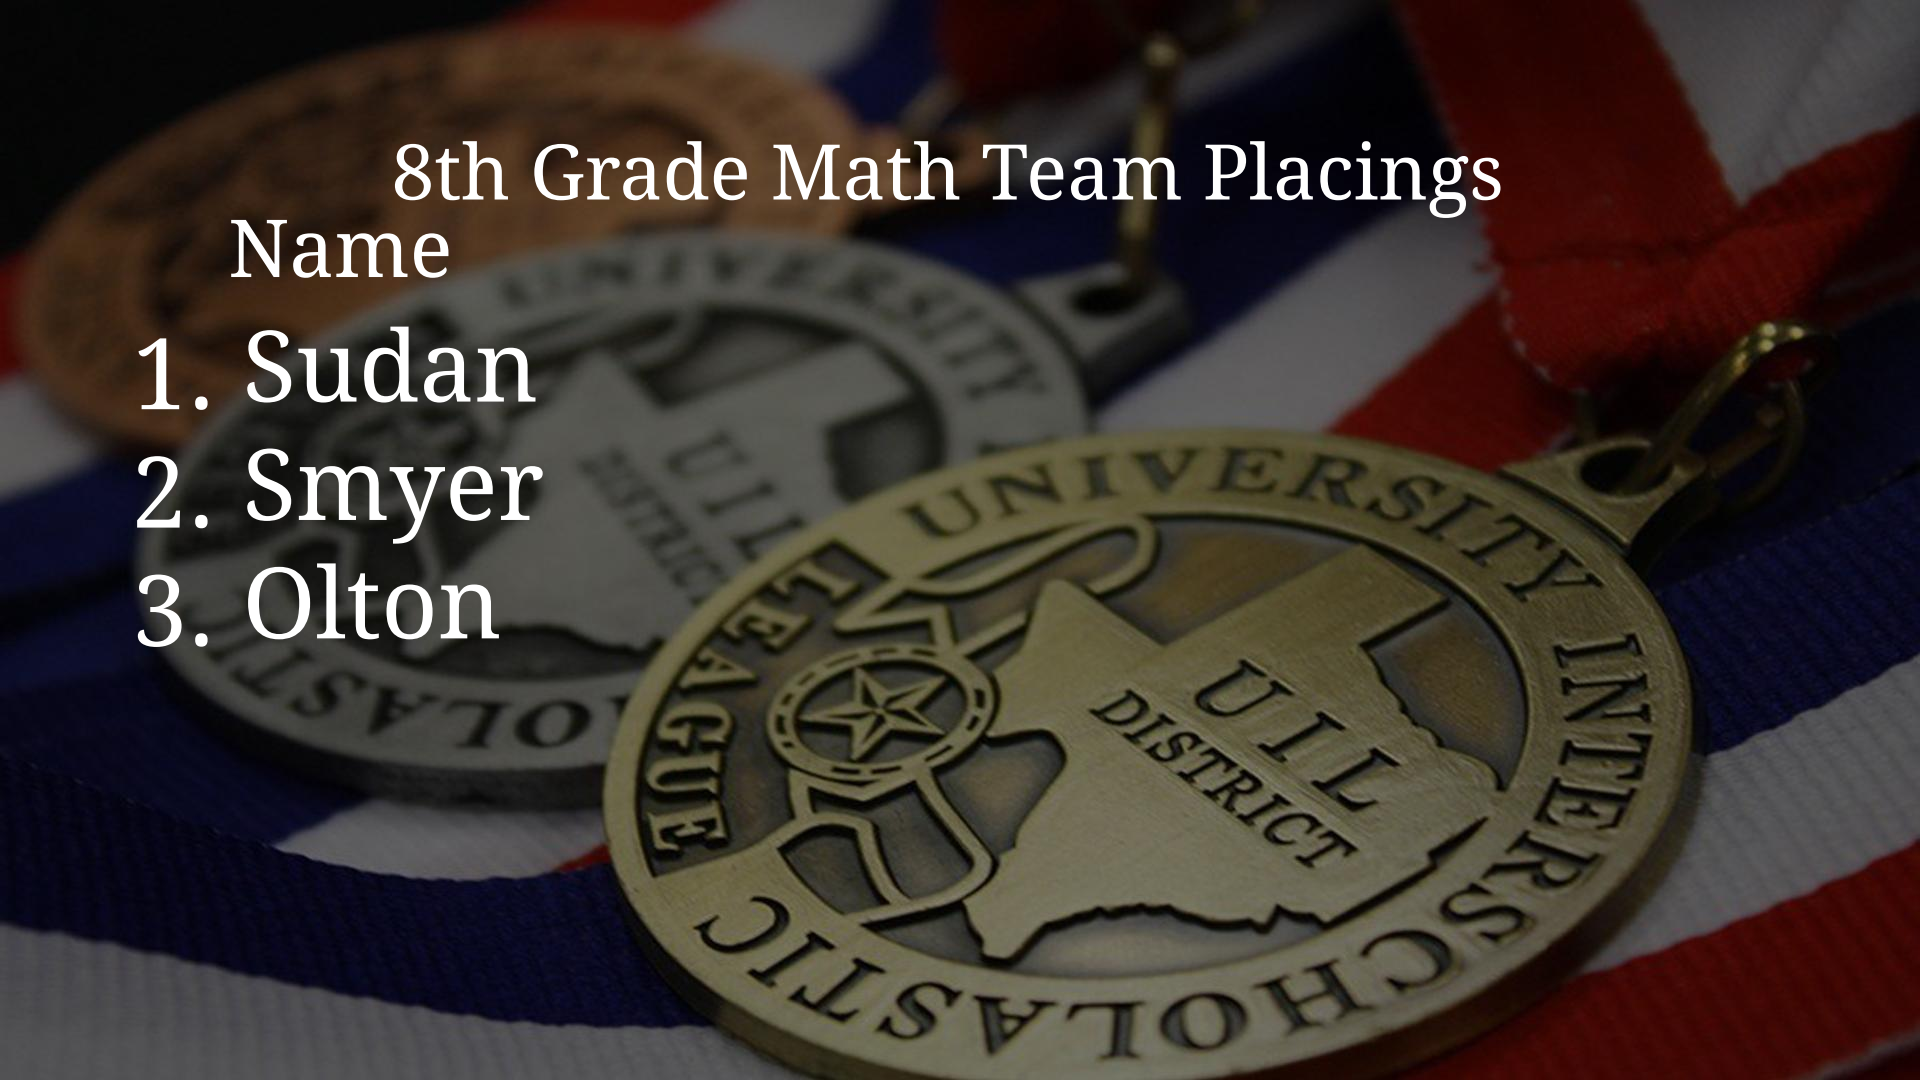 8th Grade Math Team Placings
Name
1. Sudan
2. Smyer
3. Olton
UNIVERSITY
UIL
DISTRICT
UNIVERSITY INTERSCHOLASTIC LEAGUE
UIL
DISTRICT